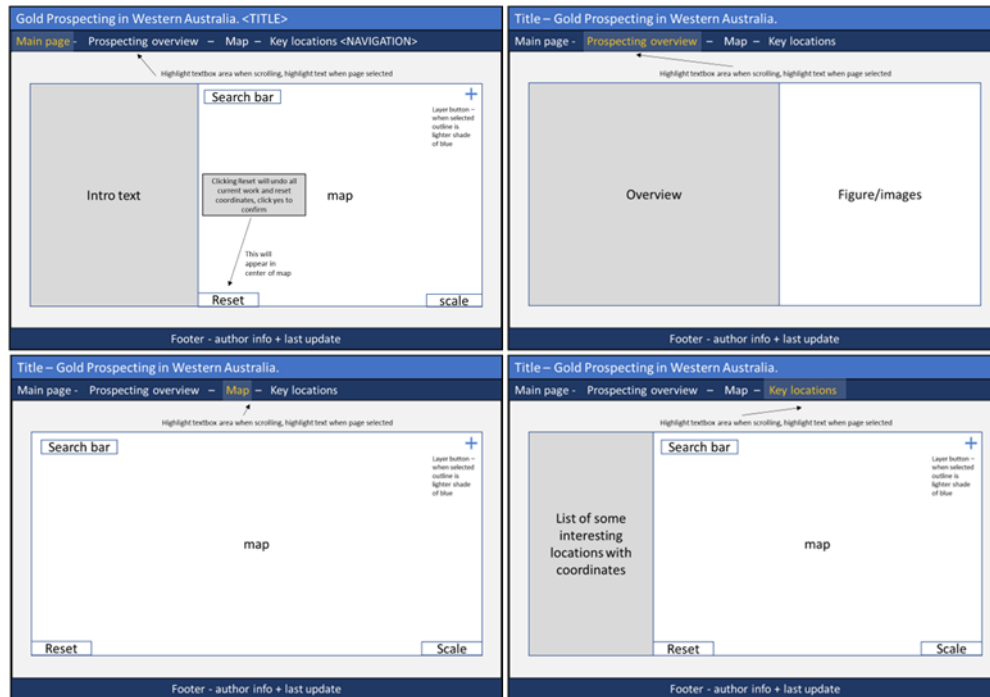 Gold Prospecting in Western Australia. <TITLE>
Main page - Prospecting overview – Map – Key locations <NAVIGATION>
Highlight textbox area when scrolling, highlight text when page selected
Search bar
Layer button –
when selected
outline is
lighter shade
of blue
Intro text
Clicking Reset will undo all
current work and reset
coordinates, click yes to
confirm
map
This will
appear in
center of map
Reset
scale
Footer - author info + last update
Title – Gold Prospecting in Western Australia.
Main page - Prospecting overview – Map – Key locations
Highlight textbox area when scrolling, highlight text when page selected
Overview
Figure/images
Footer - author info + last update
Title – Gold Prospecting in Western Australia.
Main page - Prospecting overview – Map – Key locations
Highlight textbox area when scrolling, highlight text when page selected
Search bar
Layer button –
when selected
outline is
lighter shade
of blue
map
Reset
Scale
Footer - author info + last update
Title – Gold Prospecting in Western Australia.
Main page - Prospecting overview – Map – Key locations
Highlight textbox area when scrolling, highlight text when page selected
Search bar
Layer button –
when selected
outline is
lighter shade
of blue
List of some
interesting
locations with
coordinates
map
Reset
Scale
Footer - author info + last update